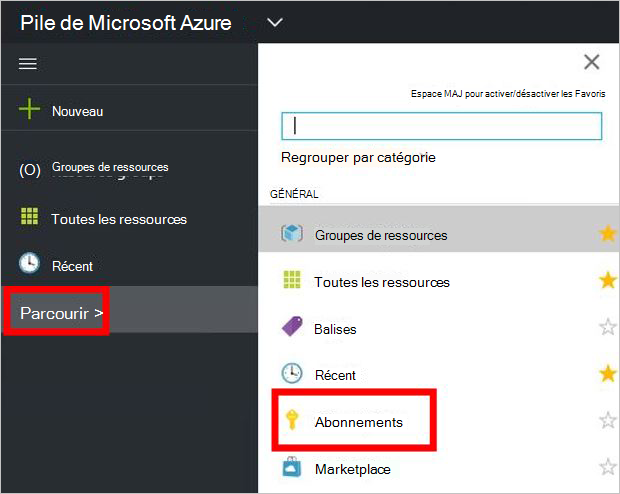 Pile de Microsoft Azure
Nouveau
(O) Groupes de ressources
Toutes les ressources
Récent
Parcourir >
Espace MAJ pour activer/désactiver les Favoris
Regrouper par catégorie
GÉNÉRAL
Groupes de ressources
Toutes les ressources
Balises
Récent
Abonnements
Marketplace